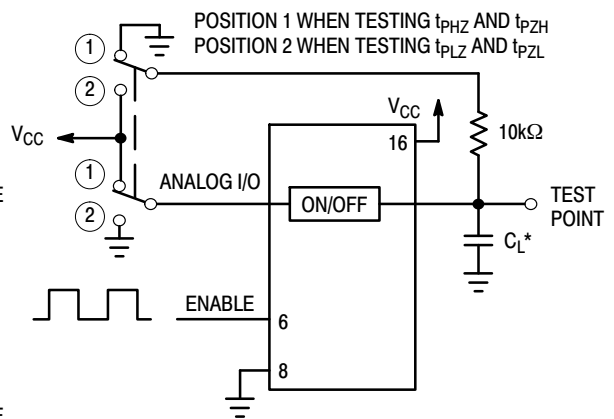 POSITION 1 WHEN TESTING tPHZ AND tPZH
POSITION 2 WHEN TESTING tPLZ AND tPZL
1
2
VCC
VCC
16
10kΩ
1
2
ANALOG I/O
ON/OFF
TEST
POINT
CL*
ENABLE
6
8
E
E